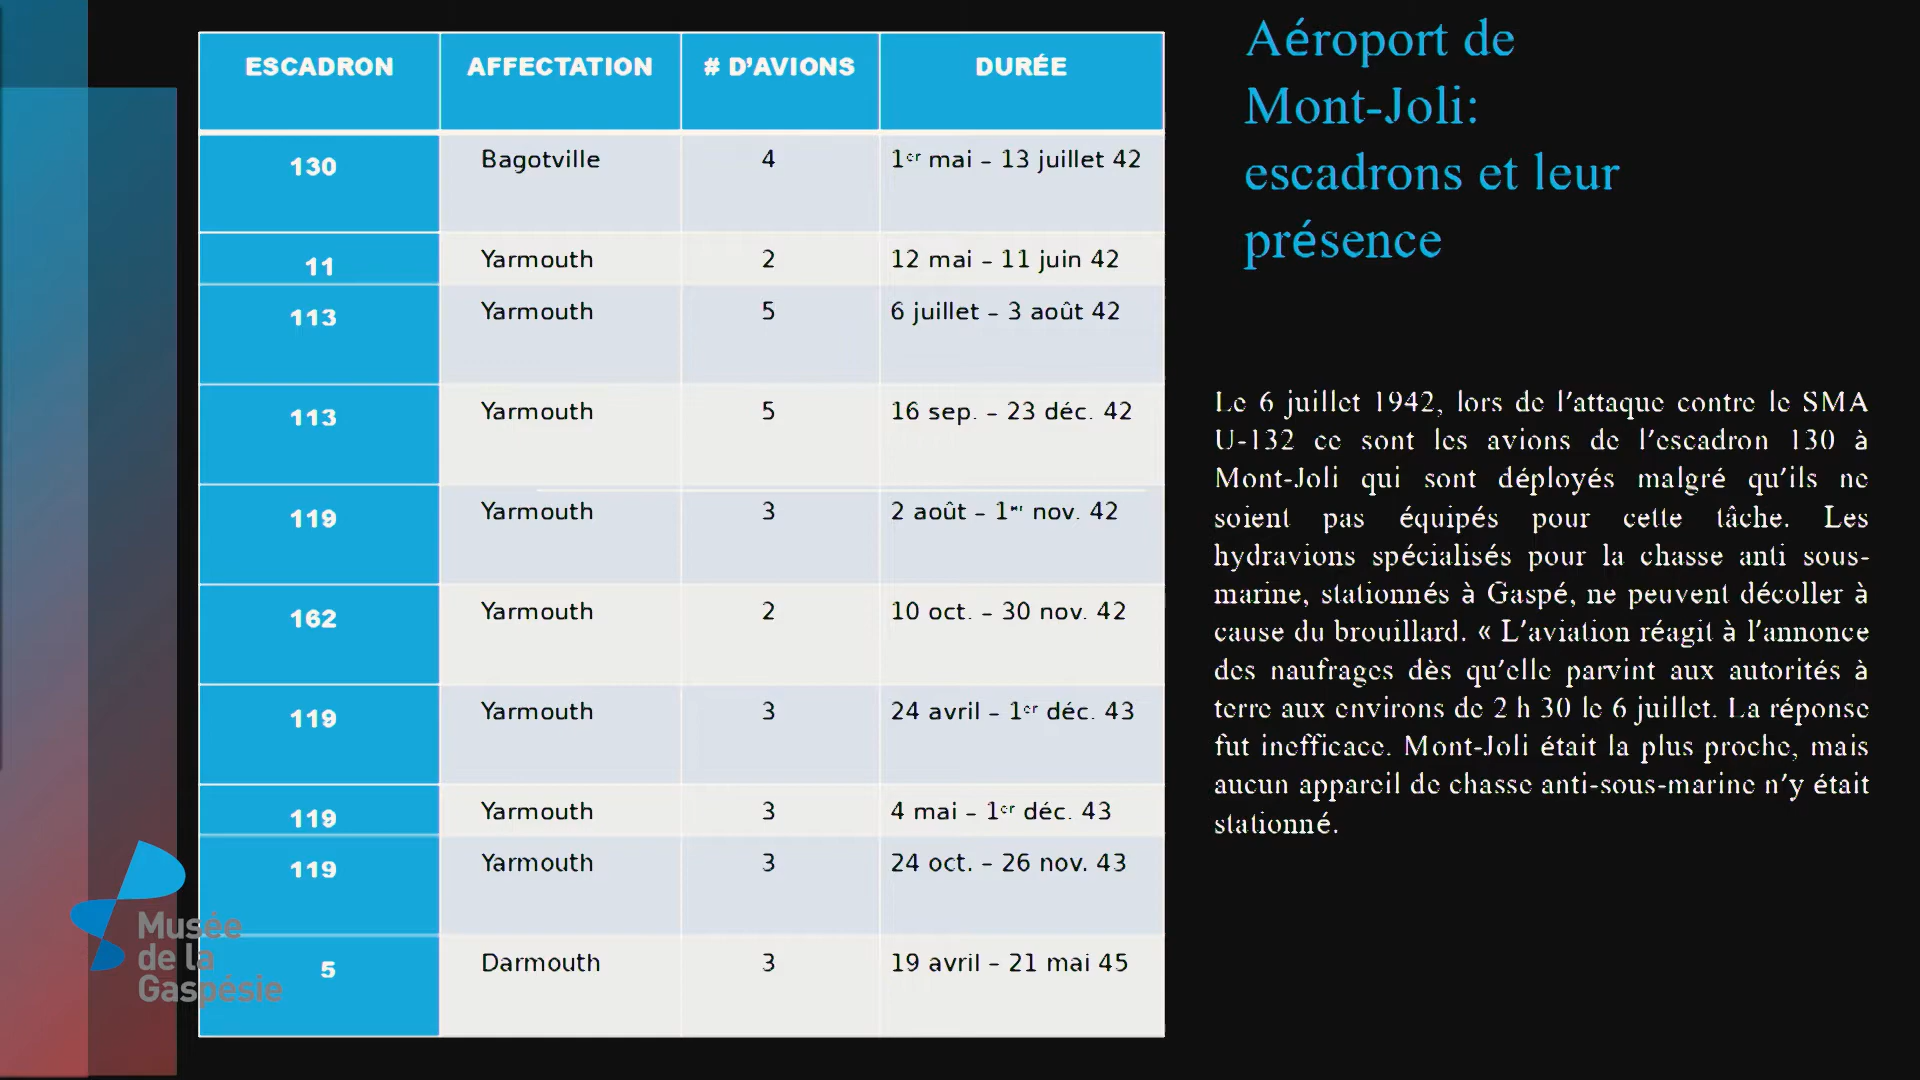 ESCADRON AFFECTATION # D’AVIONS DURÉE
130 Bagotville 4 1er mai – 13 juillet 42
11 Yarmouth 2 12 mai – 11 juin 42
113 Yarmouth 5 6 juillet – 3 août 42
113 Yarmouth 5 16 sep. – 23 déc. 42
119 Yarmouth 3 2 août – 1er nov. 42
162 Yarmouth 2 10 oct. – 30 nov. 42
119 Yarmouth 3 24 avril – 1er déc. 43
119 Yarmouth 3 4 mai – 1er déc. 43
119 Yarmouth 3 24 oct. – 26 nov. 43
5 Darmouth 3 19 avril – 21 mai 45
Aéroport de
Mont-Joli:
escadrons et leur
présence
Le 6 juillet 1942, lors de l’attaque contre le SMA
U-132 ce sont les avions de l’escadron 130 à
Mont-Joli qui sont déployés malgré qu’ils ne
soient pas équipés pour cette tâche. Les
hydravions spécialisés pour la chasse anti sous-
marine, stationnés à Gaspé, ne peuvent décoller à
cause du brouillard. « L’aviation réagit à l’annonce
des naufrages dès qu’elle parvint aux autorités à
terre aux environs de 2 h 30 le 6 juillet. La réponse
fut inefficace. Mont-Joli était la plus proche, mais
aucun appareil de chasse anti-sous-marine n’y était
stationné.
Musée
de la
Gaspésie